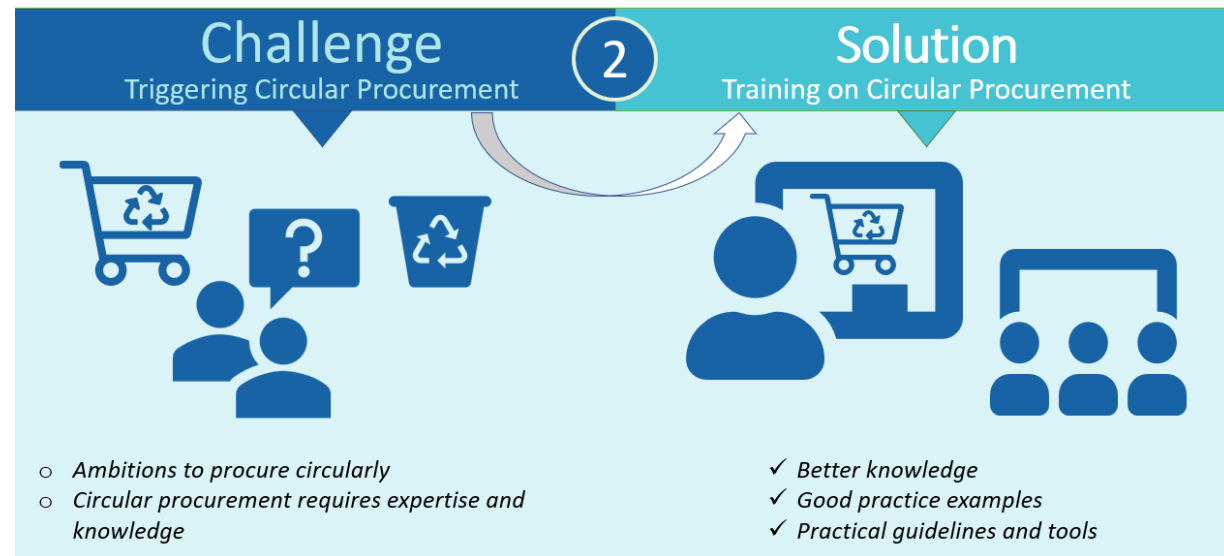 Challenge
Triggering Circular Procurement
2
Solution
Training on Circular Procurement
?
o Ambitions to procure circularly
o Circular procurement requires expertise and
knowledge
✓ Better knowledge
✓ Good practice examples
✓ Practical guidelines and tools